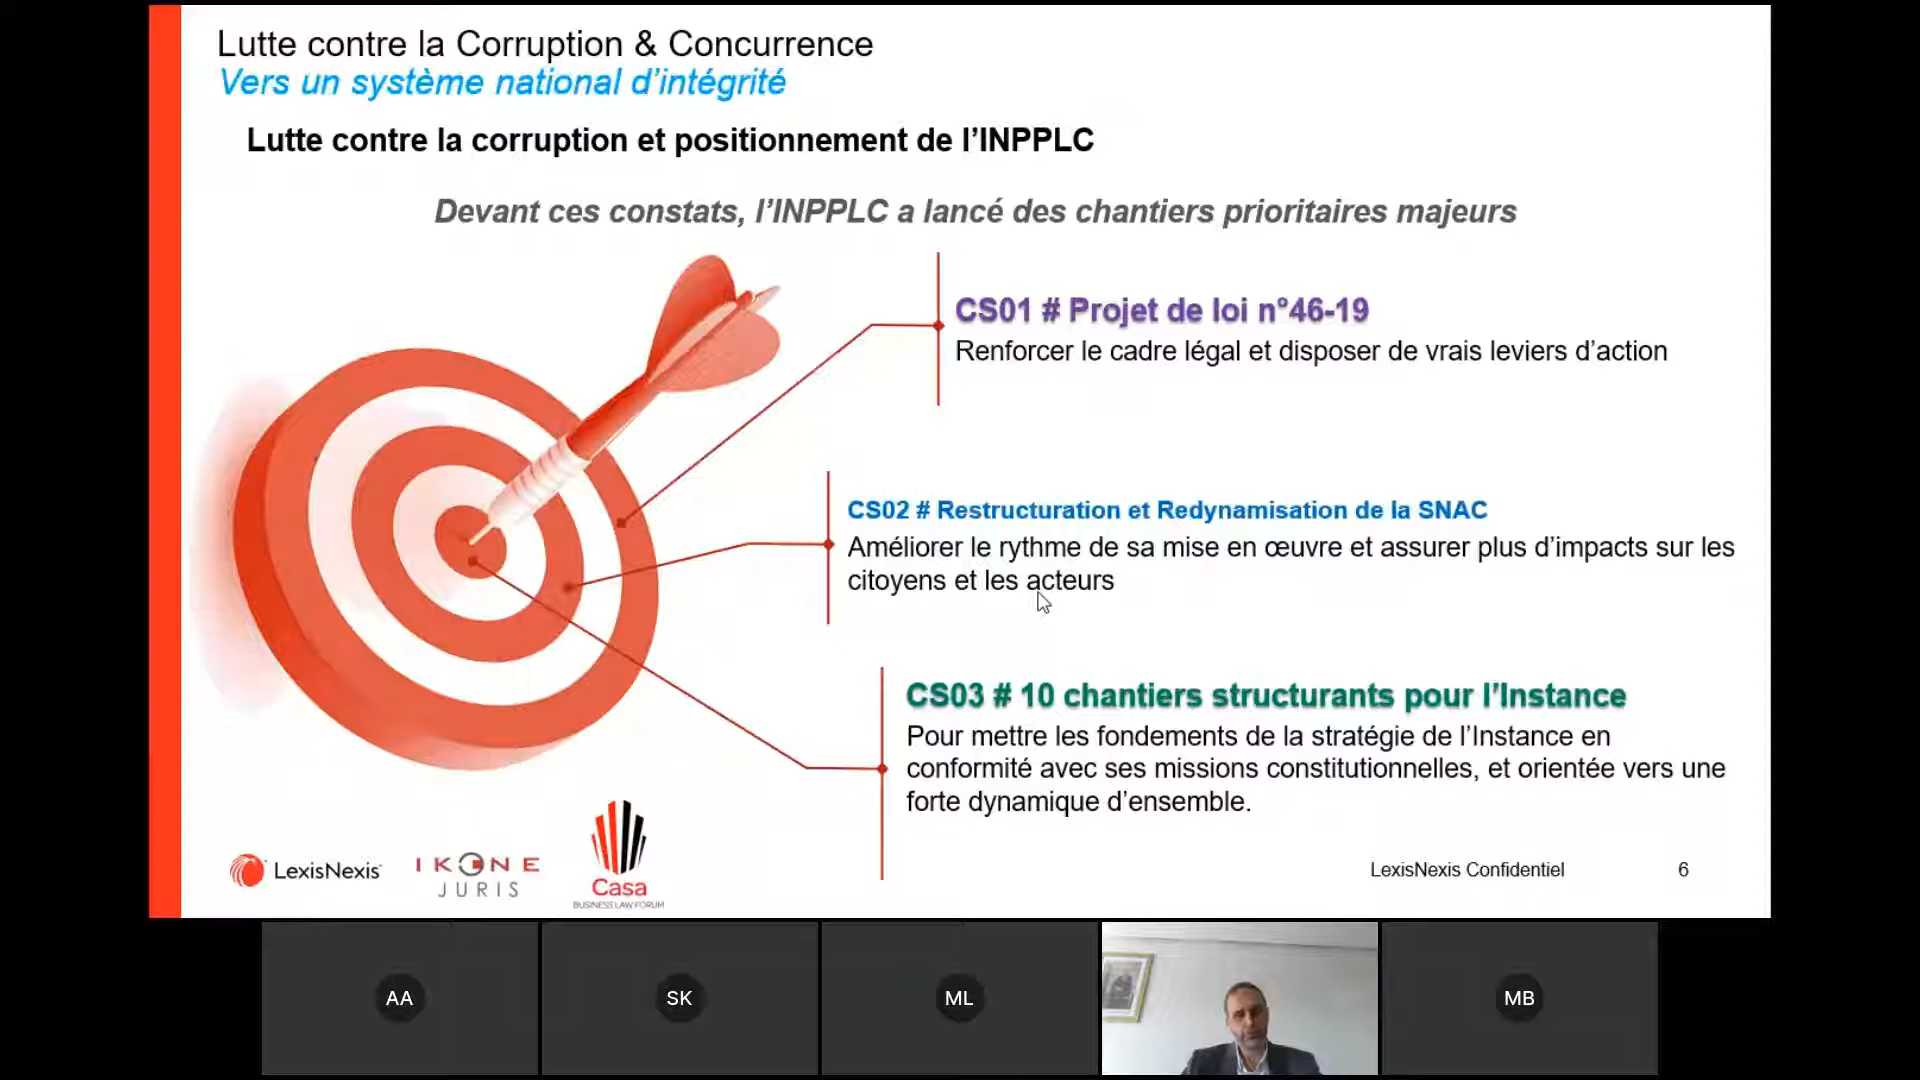 Lutte contre la Corruption & Concurrence
Vers un système national d’intégrité
Lutte contre la corruption et positionnement de l’INPPLC
Devant ces constats, l’INPPLC a lancé des chantiers prioritaires majeurs
CS01 # Projet de loi n°46-19
Renforcer le cadre légal et disposer de vrais leviers d’action
CS02 # Restructuration et Redynamisation de la SNAC
Améliorer le rythme de sa mise en œuvre et assurer plus d’impacts sur les
citoyens et les acteurs
CS03 # 10 chantiers structurants pour l’Instance
Pour mettre les fondements de la stratégie de l’Instance en
conformité avec ses missions constitutionnelles, et orientée vers une
forte dynamique d’ensemble.
LexisNexis
IKONE
JURIS
Casa
BUSINESS LAW FORUM
LexisNexis Confidentiel
6
AA
SK
ML
MB